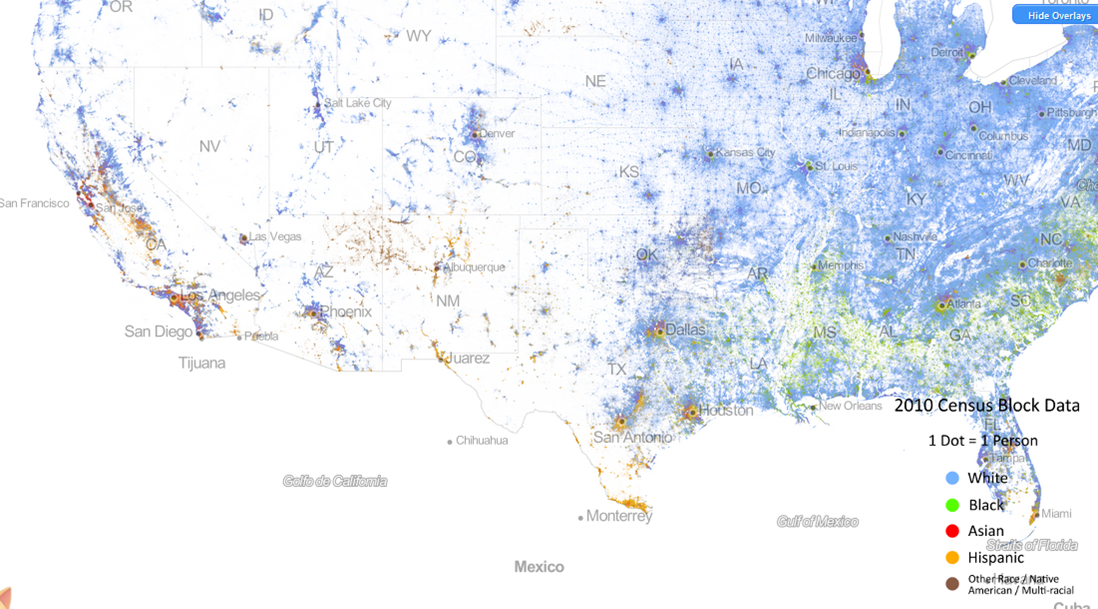 OR
ID
WY
Hide Overlays
Milwaukee
Detroit
Chicago
Cleveland
NE
IA
IL
IN
OH
Pittsburgh
Salt Lake City
Denver
Indianapolis
Columbus
NV
UT
CO
KS
Kansas City
St. Louis
Cincinnati
MD
MO
WV
KY
VA
San Francisco
San Jose
CA
Las Vegas
Nashville
NC
OK
TN
Charlotte
AZ
Albuquerque
AR
Memphis
Los Angeles
NM
SC
Phoenix
Atlanta
San Diego
Puebla
Dallas
MS
AL
GA
Tijuana
Juarez
TX
LA
Houston
New Orleans
2010 Census Block Data
FL
San Antonio
Chihuahua
1 Dot = 1 Person
Tampa
Golfo de California
White
Black
Monterrey
Gulf of Mexico
Miami
Asian
Straits of Florida
Hispanic
Mexico
Other Race / Native
American / Multi-racial
Cuba